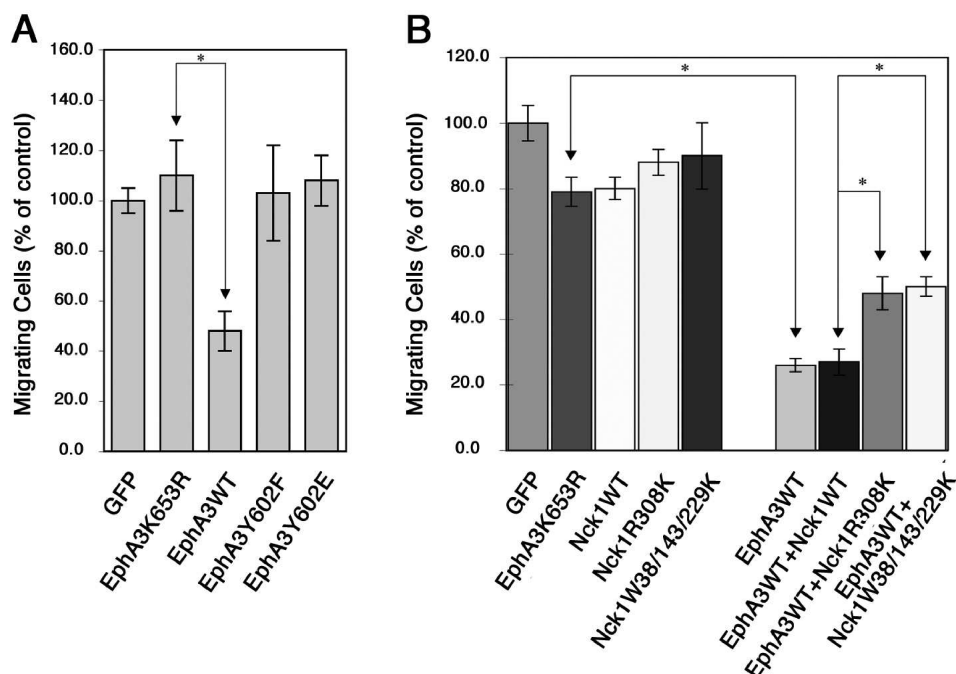 A
Migrating Cells (% of control)
160.0
140.0
120.0
100.0
80.0
60.0
40.0
20.0
0.0
*
GFP
EphA3K653R
EphA3WT
EphA3Y602F
EphA3Y602E
B
Migrating Cells (% of control)
120.0
100.0
80.0
60.0
40.0
20.0
0.0
*
*
*
GFP
EphA3K653R
Nck1WT
Nck1R308K
Nck1W38/143/229K
EphA3WT
EphA3WT+Nck1WT
EphA3WT+Nck1R308K
EphA3WT+
Nck1W38/143/229K